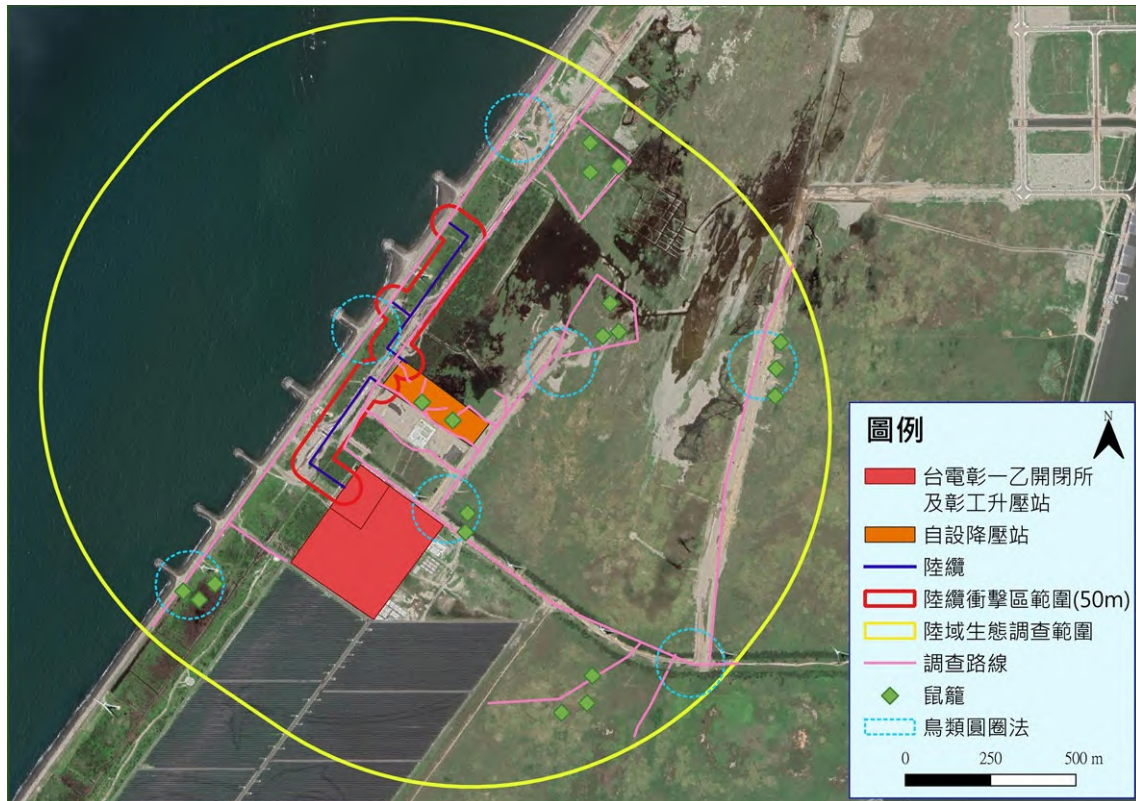 圖例
N
台電彰一乙開閉所
及彰工升壓站
自設降壓站
陸纜
陸纜衝擊區範圍(50m)
陸域生態調查範圍
調查路線
鼠籠
鳥類圓圈法
0 250 500 m